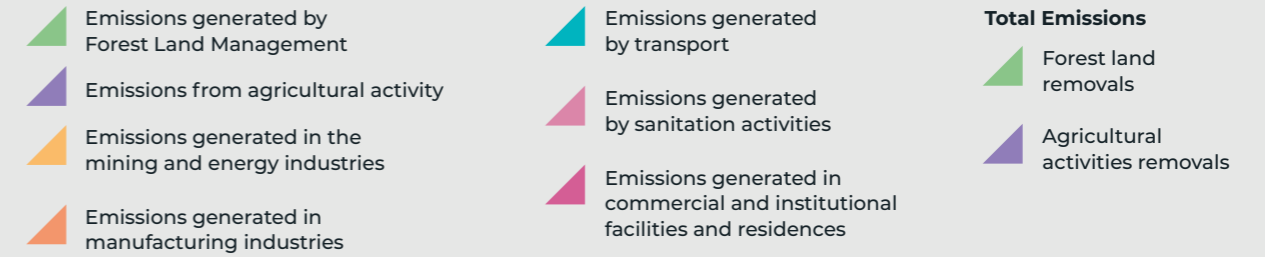 Emissions generated by
Forest Land Management
Emissions from agricultural activity
Emissions generated in the
mining and energy industries
Emissions generated in
manufacturing industries
Emissions generated
by transport
Emissions generated
by sanitation activities
Emissions generated in
commercial and institutional
facilities and residences
Total Emissions
Forest land
removals
Agricultural
activities removals